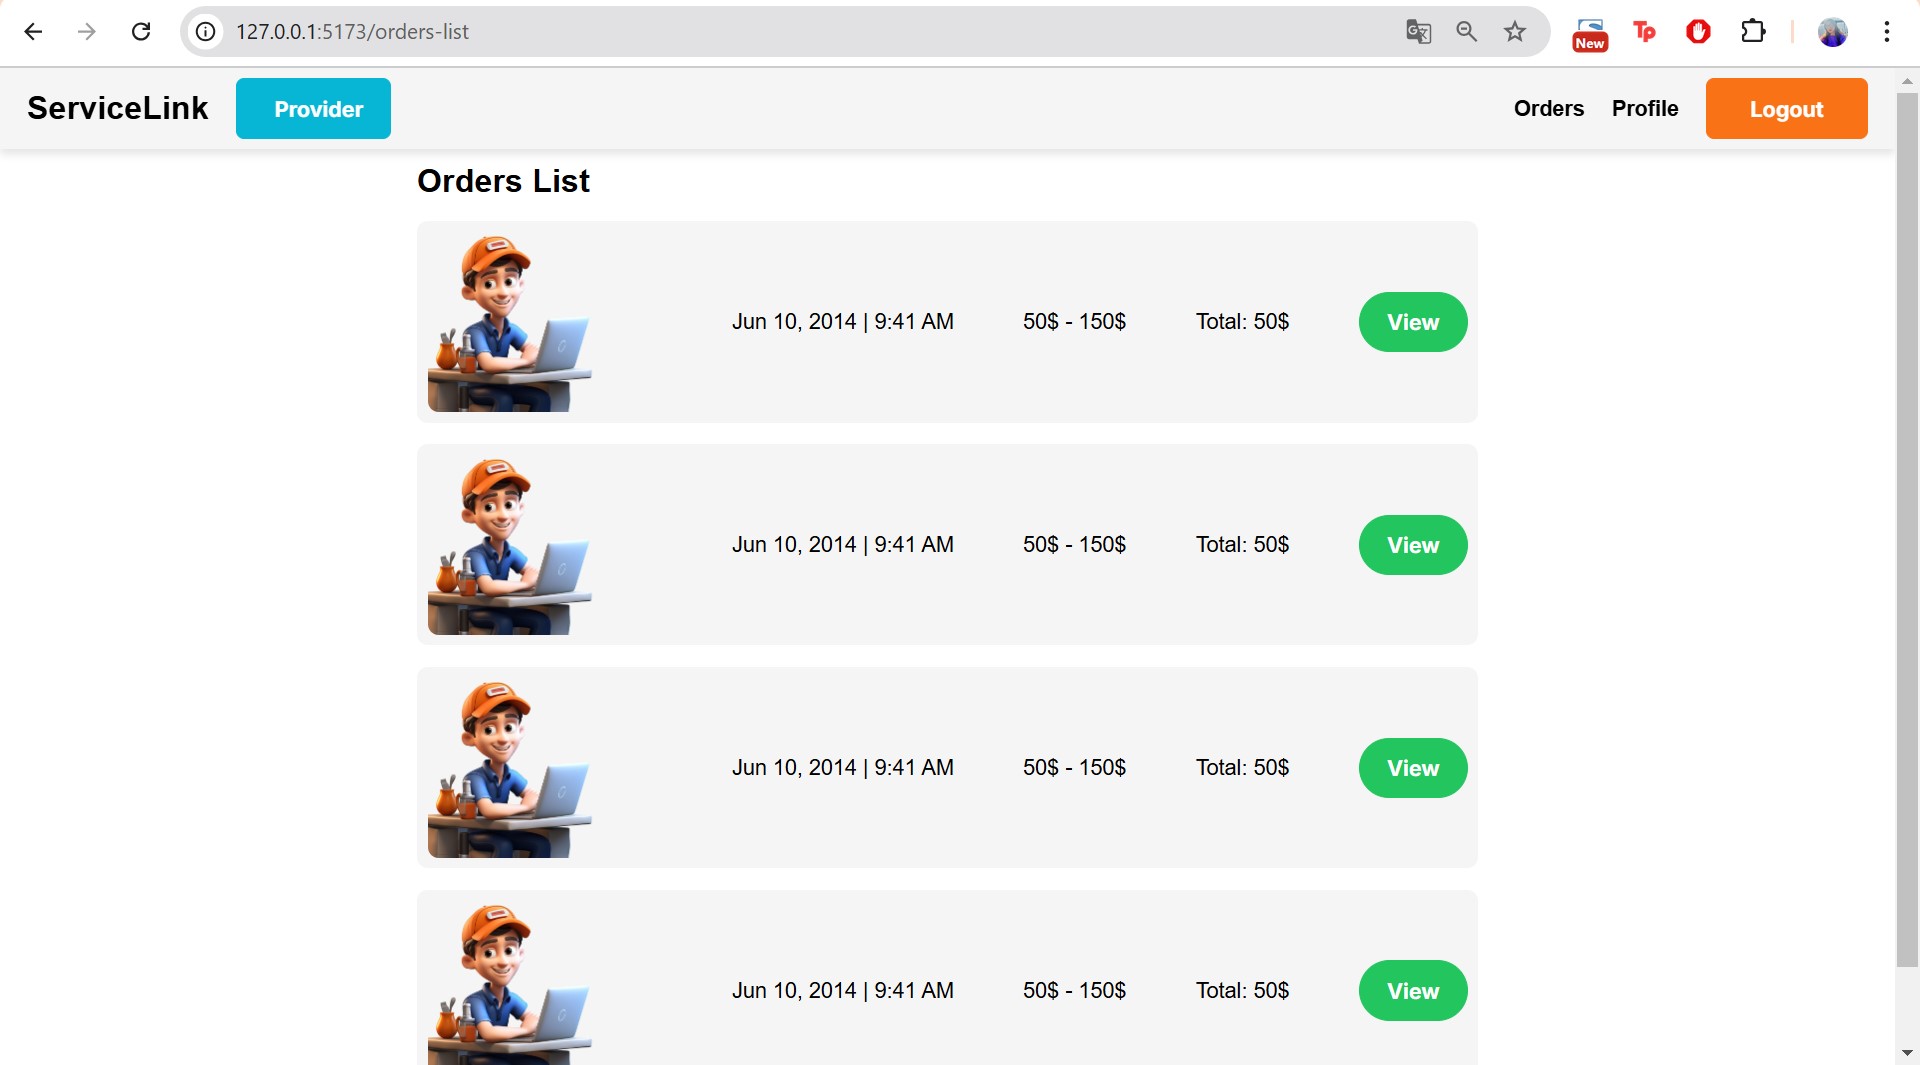 127.0.0.1:5173/orders-list
New
Tp
ServiceLink
Provider
Orders
Profile
Logout
Orders List
Jun 10, 2014 | 9:41 AM
50$ - 150$
Total: 50$
View
Jun 10, 2014 | 9:41 AM
50$ - 150$
Total: 50$
View
Jun 10, 2014 | 9:41 AM
50$ - 150$
Total: 50$
View
Jun 10, 2014 | 9:41 AM
50$ - 150$
Total: 50$
View